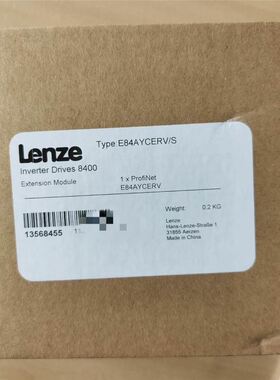 Type:E84AYCERV/S
Lenze
Inverter Drives 8400
Extension Module
1 x ProfiNet
E84AYCERV
Weight: 0.2 KG
13568455
Lenze
Hans-Lenze-Straße 1
31855 Aerzen
Made in China